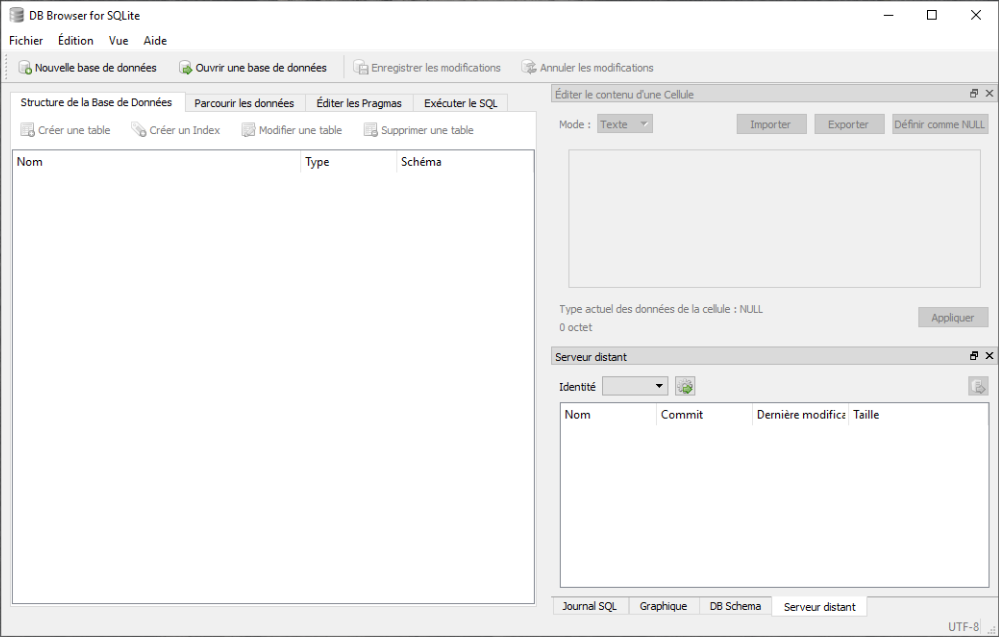 DB Browser for SQLite
Fichier Édition Vue Aide
Nouvelle base de données Ouvrir une base de données Enregistrer les modifications Annuler les modifications
Structure de la Base de Données Parcourir les données Éditer les Pragmas Exécuter le SQL
Créer une table Créer un Index Modifier une table Supprimer une table
Nom Type Schéma
Éditer le contenu d'une Cellule
Mode : Texte Importer Exporter Définir comme NULL
Type actuel des données de la cellule : NULL
0 octet
Appliquer
Serveur distant
Identité
Nom Commit Dernière modifica Taille
Journal SQL Graphique DB Schema Serveur distant
UTF-8